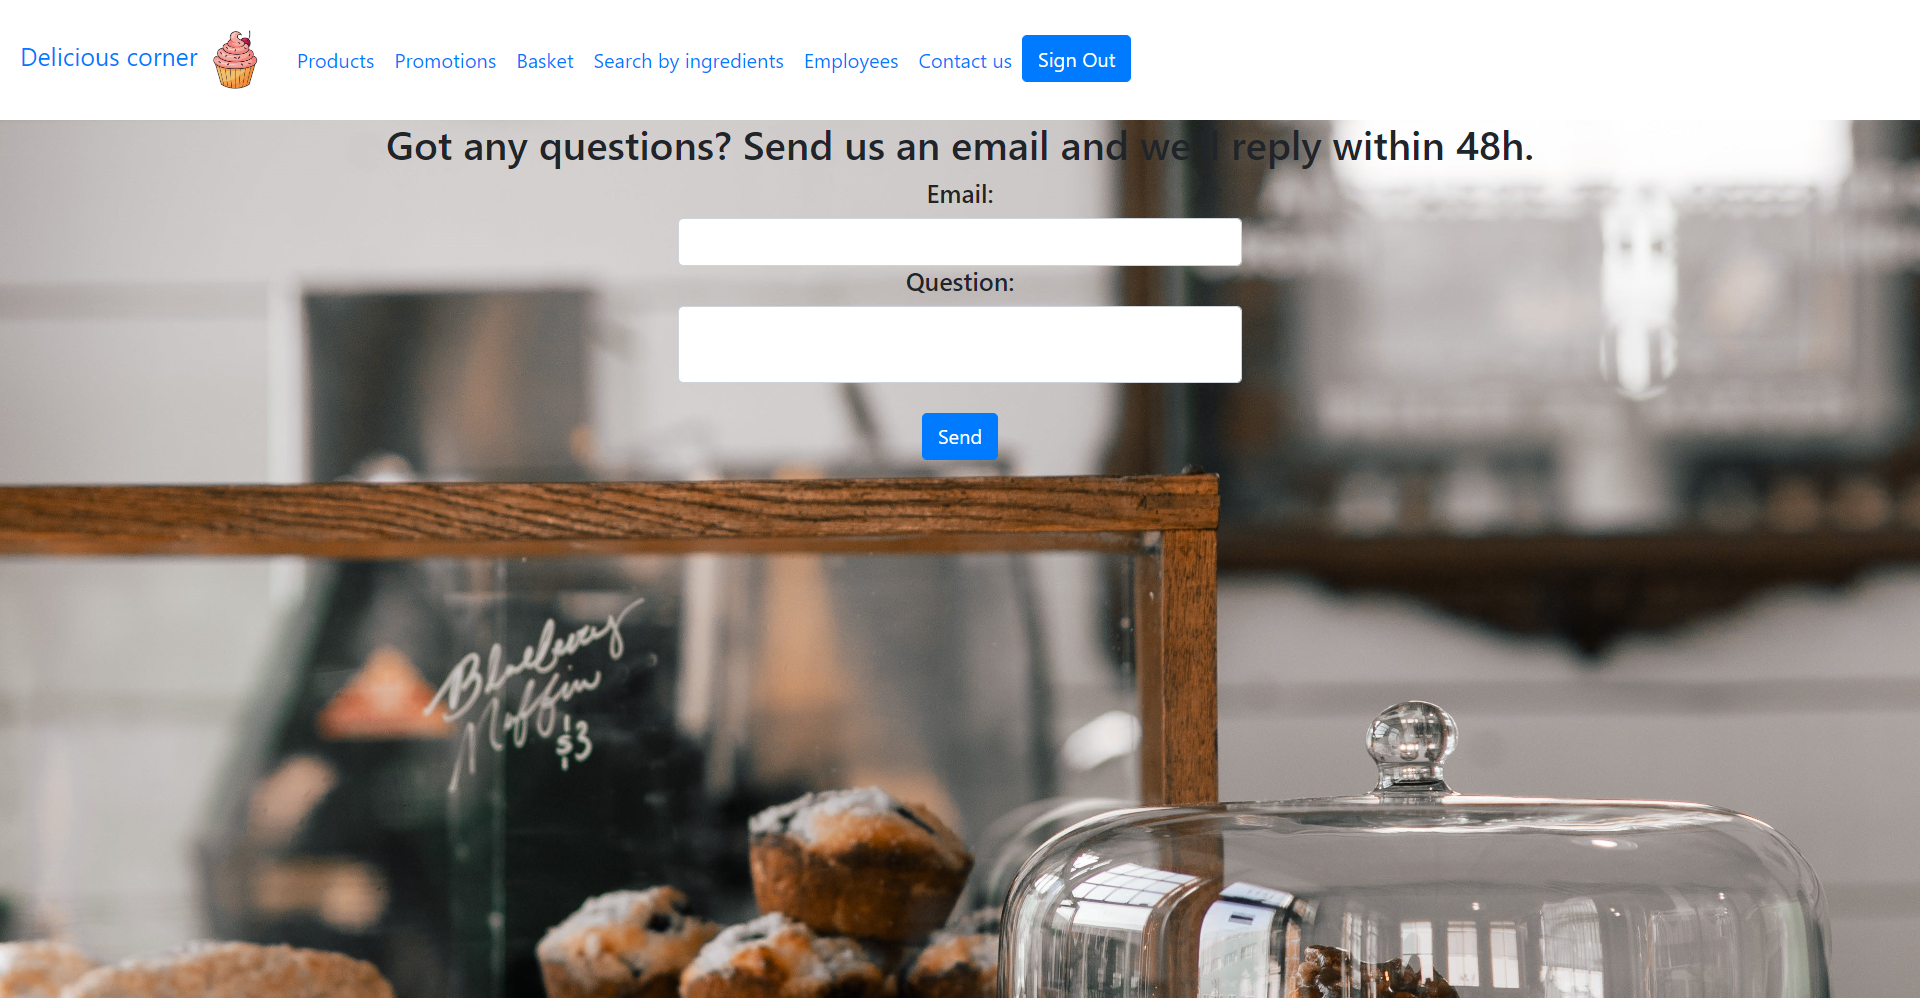 Delicious corner
Products Promotions Basket Search by ingredients Employees Contact us Sign Out
Got any questions? Send us an email and we'll reply within 48h.
Email:
Question:
Send
Blueberry
Muffin
$3